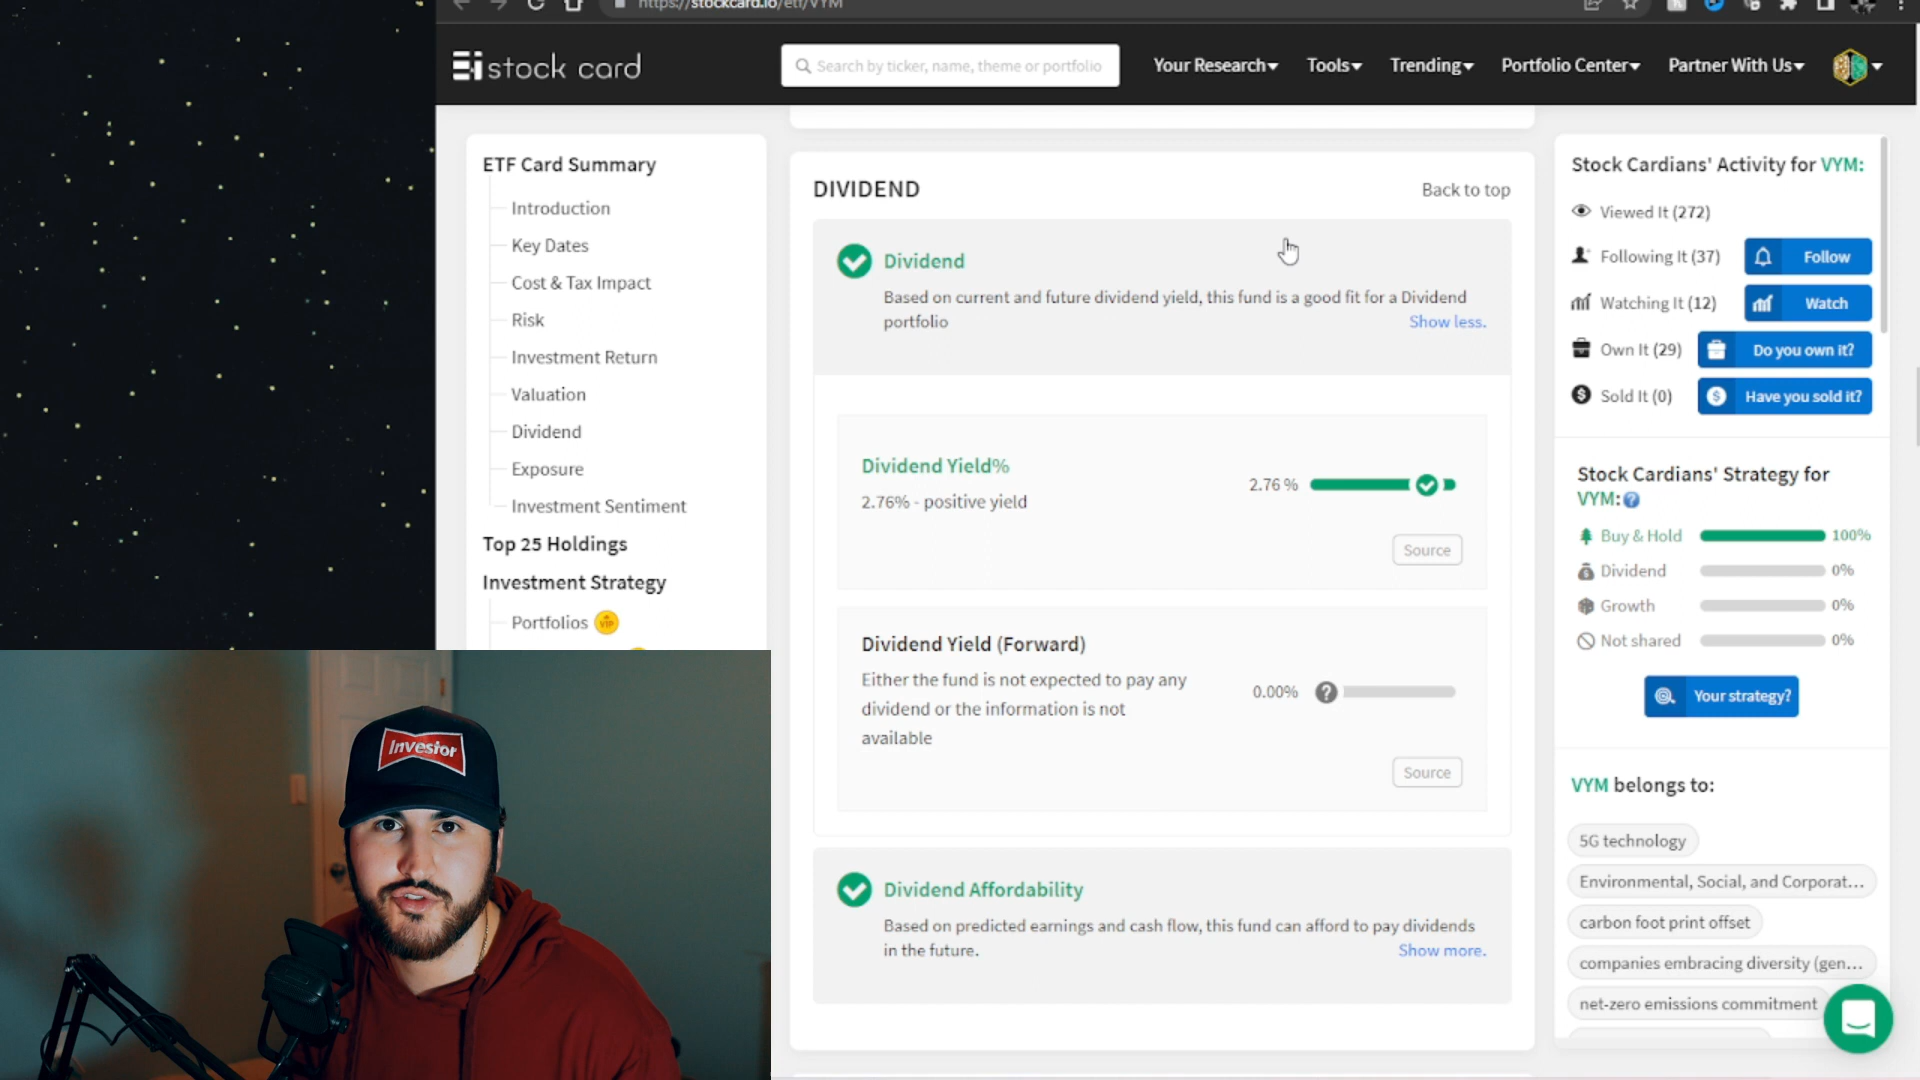 https://stockcard.io/etf/VYM
stock card
Search by ticker, name, theme or portfolio
Your Research
Tools
Trending
Portfolio Center
Partner With Us
ETF Card Summary
Introduction
Key Dates
Cost & Tax Impact
Risk
Investment Return
Valuation
Dividend
Exposure
Investment Sentiment
Top 25 Holdings
Investment Strategy
Portfolios VIP
DIVIDEND
Back to top
Dividend
Based on current and future dividend yield, this fund is a good fit for a Dividend
portfolio
Show less.
Dividend Yield%
2.76% - positive yield
2.76 %
Source
Dividend Yield (Forward)
Either the fund is not expected to pay any
dividend or the information is not
available
0.00%
Source
Dividend Affordability
Based on predicted earnings and cash flow, this fund can afford to pay dividends
in the future.
Show more.
Stock Cardians' Activity for VYM:
Viewed It (272)
Following It (37)
Follow
Watching It (12)
Watch
Own It (29)
Do you own it?
Sold It (0)
Have you sold it?
Stock Cardians' Strategy for
VYM:
Buy & Hold 100%
Dividend 0%
Growth 0%
Not shared 0%
Your strategy?
VYM belongs to:
5G technology
Environmental, Social, and Corporat...
carbon foot print offset
companies embracing diversity (gen...
net-zero emissions commitment
Investor